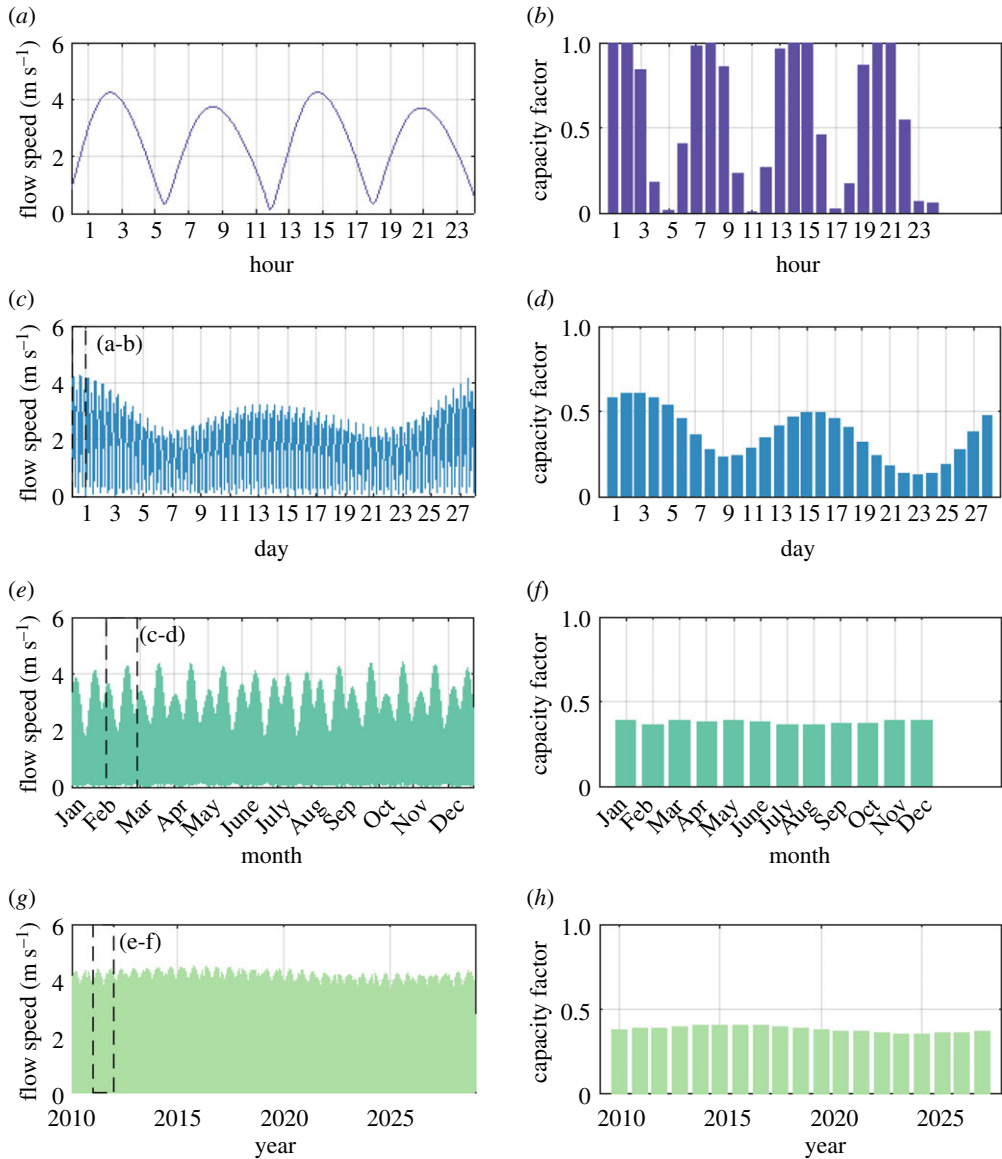 (a)
flow speed (m s⁻¹)
6
4
2
0
1 3 5 7 9 11 13 15 17 19 21 23
hour
(b)
capacity factor
1.0
0.5
0
1 3 5 7 9 11 13 15 17 19 21 23
hour
(c)
flow speed (m s⁻¹)
6
4
2
0
(a-b)
1 3 5 7 9 11 13 15 17 19 21 23 25 27
day
(d)
capacity factor
1.0
0.5
0
1 3 5 7 9 11 13 15 17 19 21 23 25 27
day
(e)
flow speed (m s⁻¹)
6
4
2
0
(c-d)
Jan Feb Mar Apr May June July Aug Sep Oct Nov Dec
month
(f)
capacity factor
1.0
0.5
0
Jan Feb Mar Apr May June July Aug Sep Oct Nov Dec
month
(g)
flow speed (m s⁻¹)
6
4
2
0
(e-f)
2010 2015 2020 2025
year
(h)
capacity factor
1.0
0.5
0
2010 2015 2020 2025
year